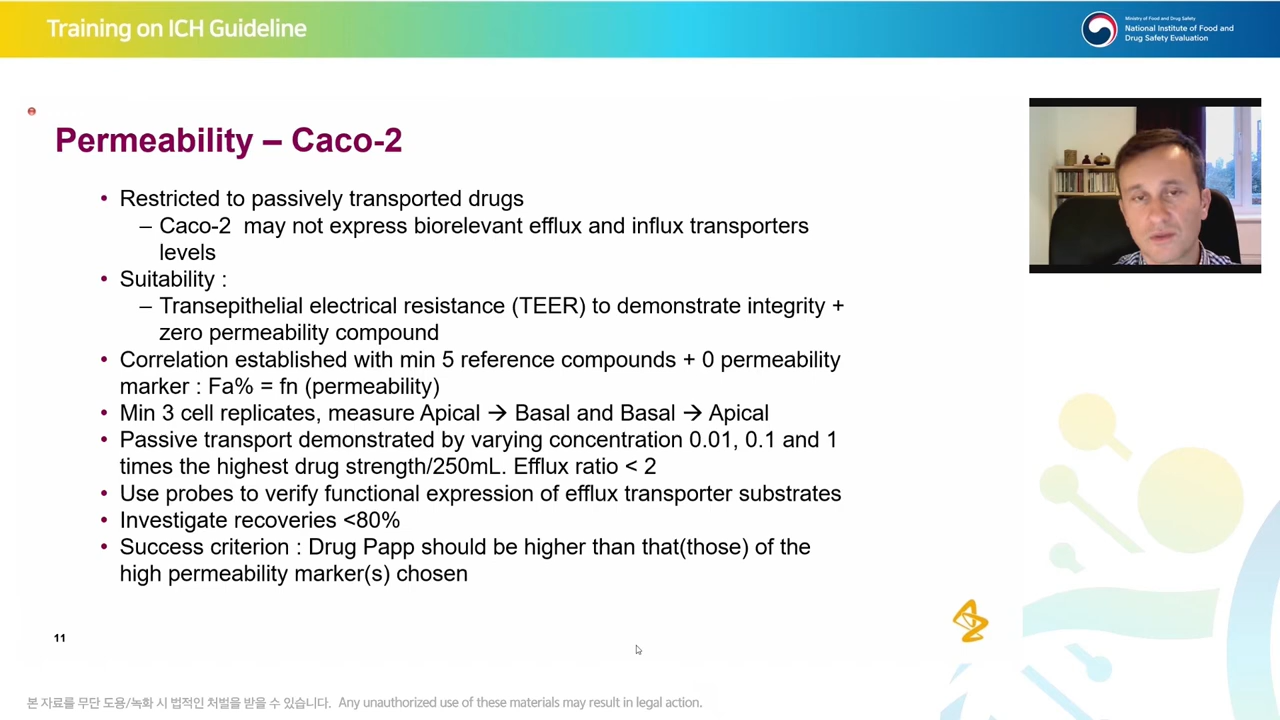 Training on ICH Guideline
Ministry of Food and Drug Safety
National Institute of Food and
Drug Safety Evaluation
Permeability – Caco-2
• Restricted to passively transported drugs
– Caco-2 may not express biorelevant efflux and influx transporters
levels
• Suitability :
– Transepithelial electrical resistance (TEER) to demonstrate integrity +
zero permeability compound
• Correlation established with min 5 reference compounds + 0 permeability
marker : Fa% = fn (permeability)
• Min 3 cell replicates, measure Apical → Basal and Basal → Apical
• Passive transport demonstrated by varying concentration 0.01, 0.1 and 1
times the highest drug strength/250mL. Efflux ratio < 2
• Use probes to verify functional expression of efflux transporter substrates
• Investigate recoveries <80%
• Success criterion : Drug Papp should be higher than that(those) of the
high permeability marker(s) chosen
11
본 자료를 무단 도용/녹화 시 법적인 처벌을 받을 수 있습니다. Any unauthorized use of these materials may result in legal action.